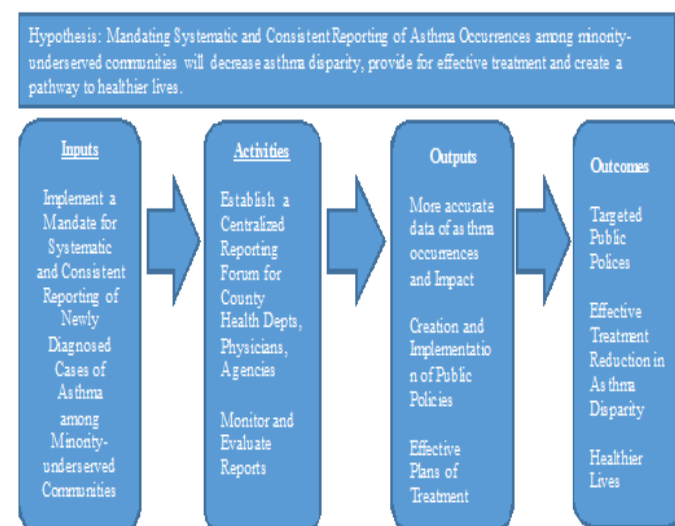 Hypothesis: Mandating Systematic and Consistent Reporting of Asthma Occurrences among minority-
underserved communities will decrease asthma disparity, provide for effective treatment and create a
pathway to healthier lives.
Inputs
Implement a
Mandate for
Systematic
and Consistent
Reporting of
Newly
Diagnosed
Cases of
Asthma
among
Minority-
underserved
Communities
Activities
Establish a
Centralized
Reporting
Forum for
County
Health Depts,
Physicians,
Agencies
Monitor and
Evaluate
Reports
Outputs
More accurate
data of asthma
occurrences
and Impact
Creation and
Implementatio
n of Public
Policies
Effective
Plans of
Treatment
Outcomes
Targeted
Public
Polices
Effective
Treatment
Reduction in
Asthma
Disparity
Healthier
Lives